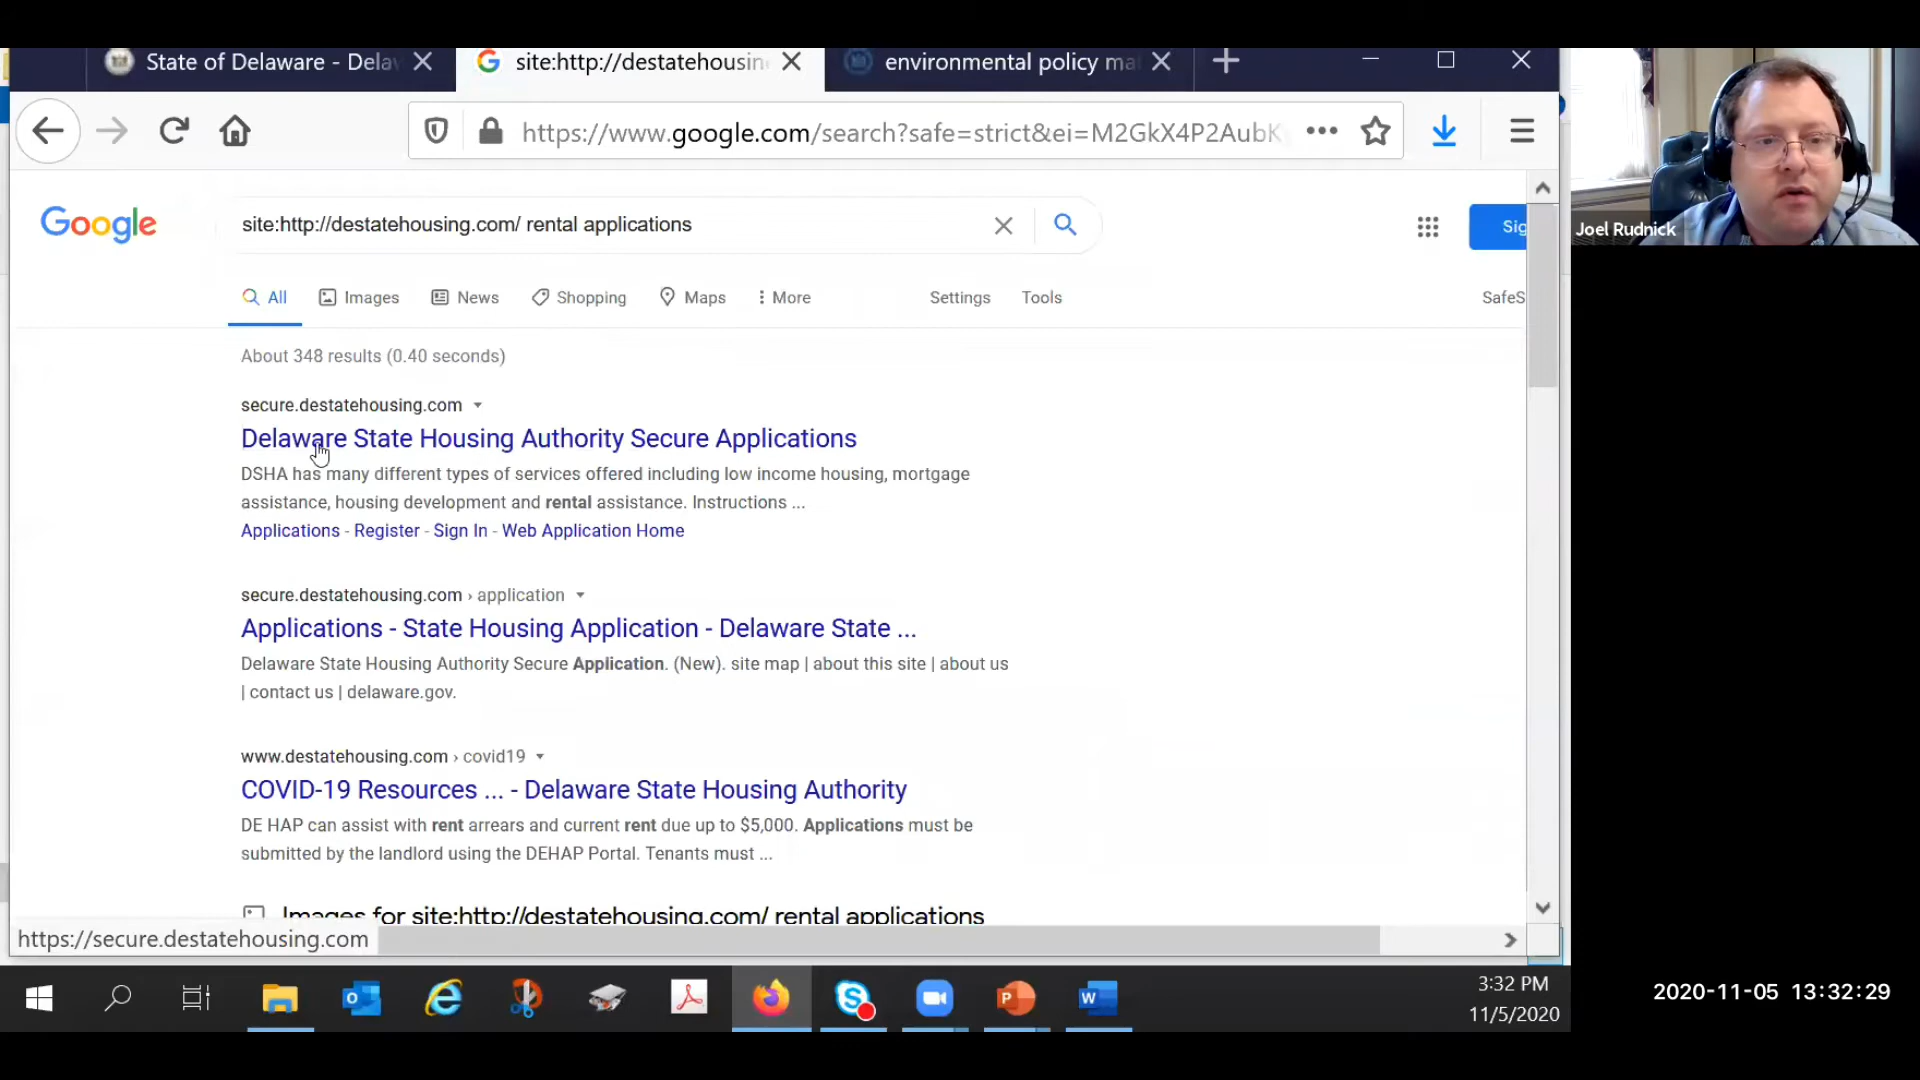 State of Delaware - Dela
site:http://destatehousin
environmental policy ma
https://www.google.com/search?safe=strict&ei=M2GkX4P2AubK
Google
site:http://destatehousing.com/ rental applications
Sig
Joel Rudnick
All
Images
News
Shopping
Maps
More
Settings
Tools
SafeS
About 348 results (0.40 seconds)
secure.destatehousing.com
Delaware State Housing Authority Secure Applications
DSHA has many different types of services offered including low income housing, mortgage
assistance, housing development and rental assistance. Instructions ...
Applications - Register - Sign In - Web Application Home
secure.destatehousing.com › application
Applications - State Housing Application - Delaware State ...
Delaware State Housing Authority Secure Application. (New). site map | about this site | about us
| contact us | delaware.gov.
www.destatehousing.com › covid19
COVID-19 Resources ... - Delaware State Housing Authority
DE HAP can assist with rent arrears and current rent due up to $5,000. Applications must be
submitted by the landlord using the DEHAP Portal. Tenants must ...
Images for site:http://destatehousing.com/ rental applications
https://secure.destatehousing.com
3:32 PM
11/5/2020
2020-11-05 13:32:29